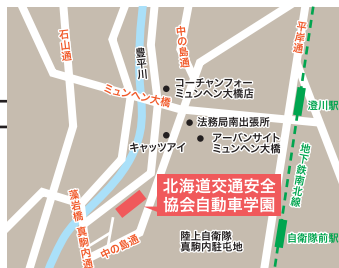 石山通
豊平川
中の島通
平岸通
コーチャンフォー
ミュンヘン大橋店
ミュンヘン大橋
澄川駅
法務局南出張所
アーバンサイト
ミュンヘン大橋
キャッツアイ
地下鉄南北線
北海道交通安全
協会自動車学園
藻岩橋
真駒内通
中の島通
陸上自衛隊
真駒内駐屯地
自衛隊前駅